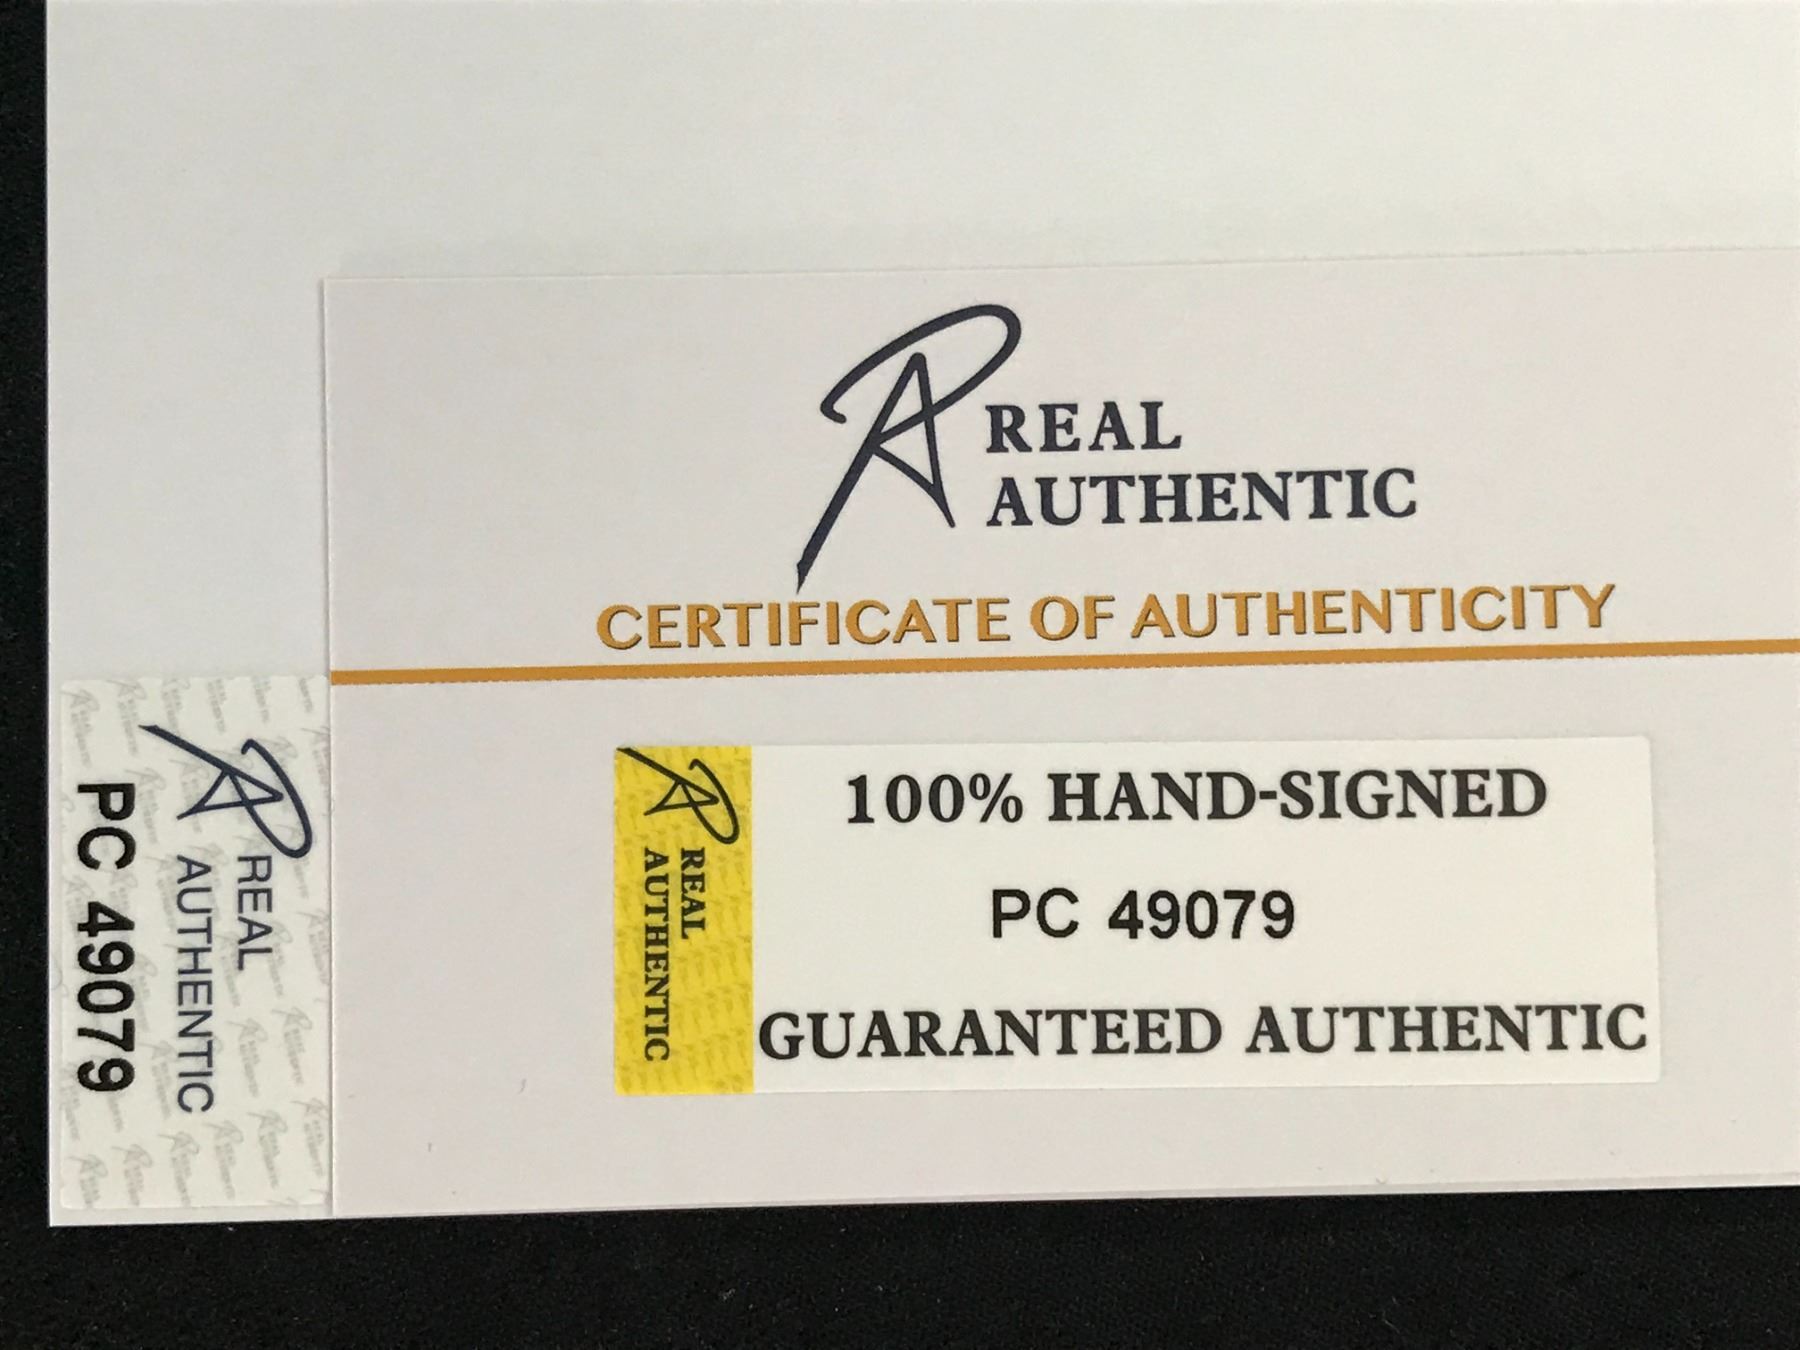 REAL
AUTHENTIC
CERTIFICATE OF AUTHENTICITY
REAL
AUTHENTIC
100% HAND-SIGNED
PC 49079
GUARANTEED AUTHENTIC
REAL
AUTHENTIC
PC 49079